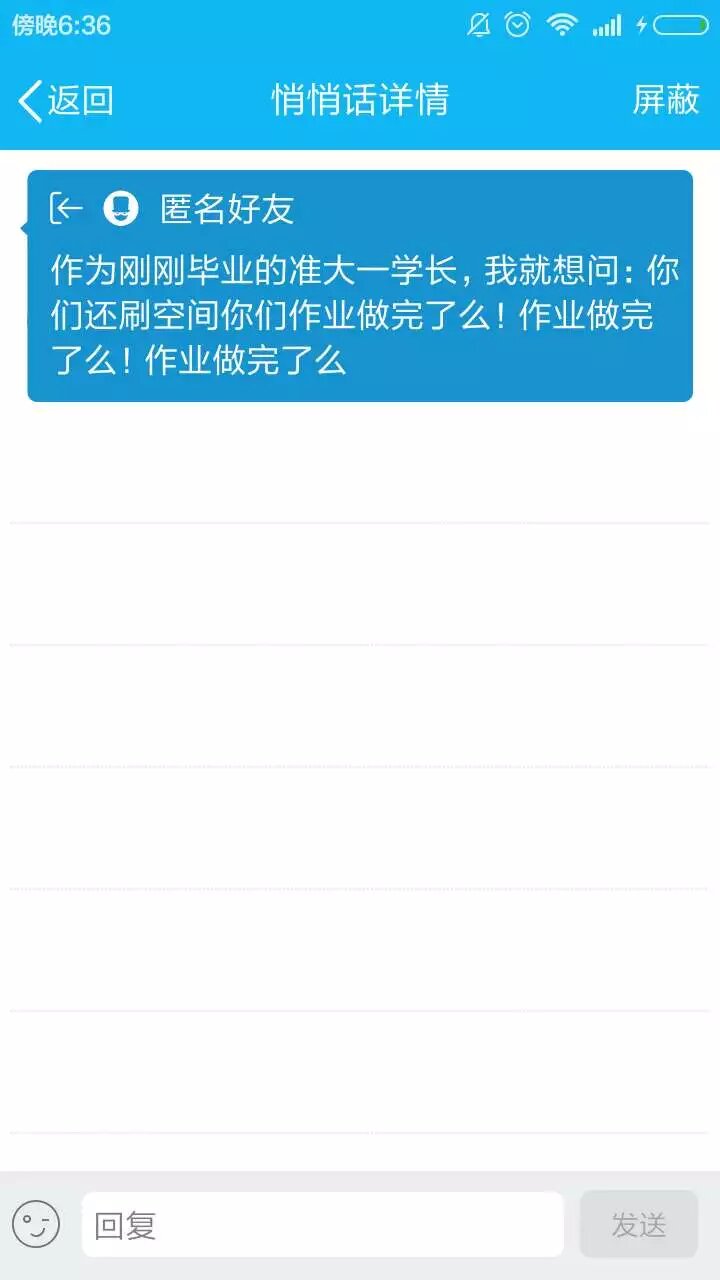 傍晚6:36
返回
悄悄话详情
屏蔽
匿名好友
作为刚刚毕业的准大一学长，我就想问：你
们还刷空间你们作业做完了么！作业做完
了么！作业做完了么
回复
发送